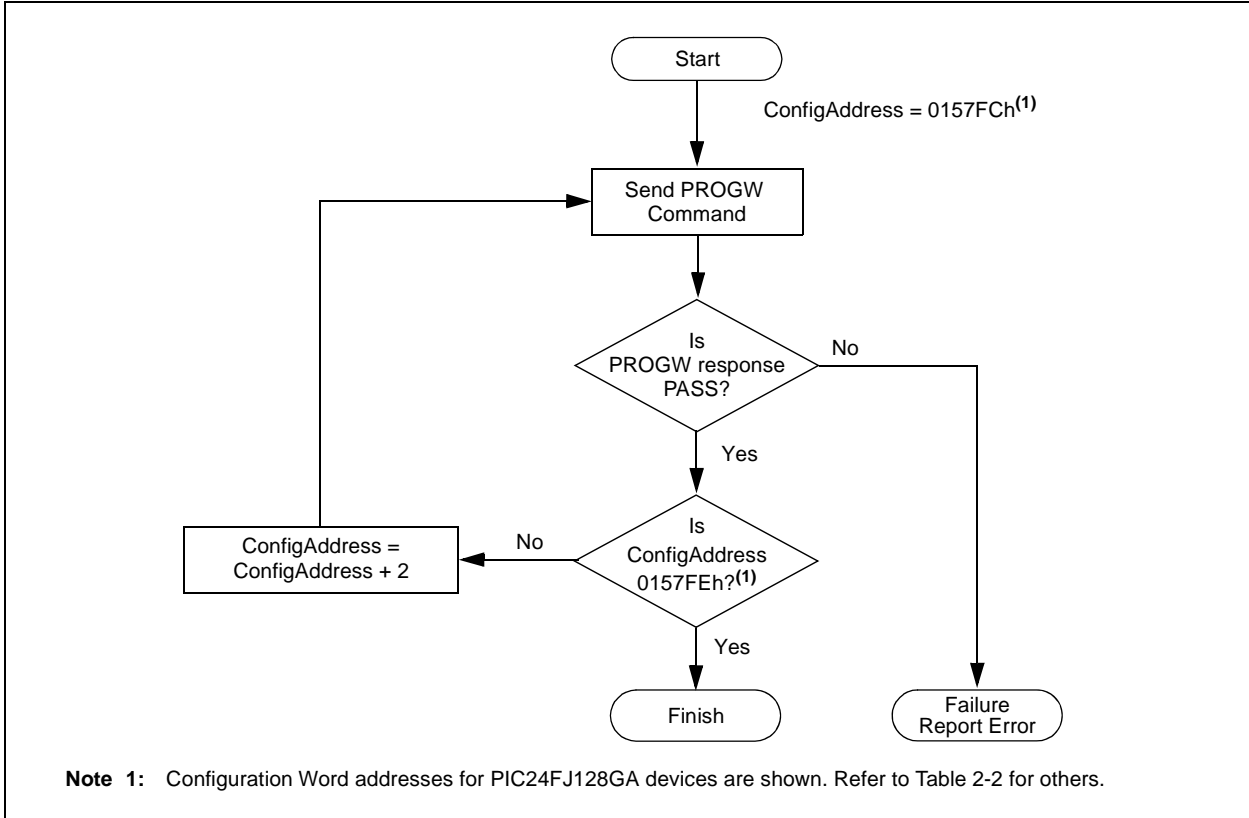 Start
ConfigAddress = 0157FCh(1)
Send PROGW
Command
Is
PROGW response
PASS?
No
Yes
Is
ConfigAddress
0157FEh?(1)
No
ConfigAddress =
ConfigAddress + 2
Yes
Finish
Failure
Report Error
Note 1: Configuration Word addresses for PIC24FJ128GA devices are shown. Refer to Table 2-2 for others.